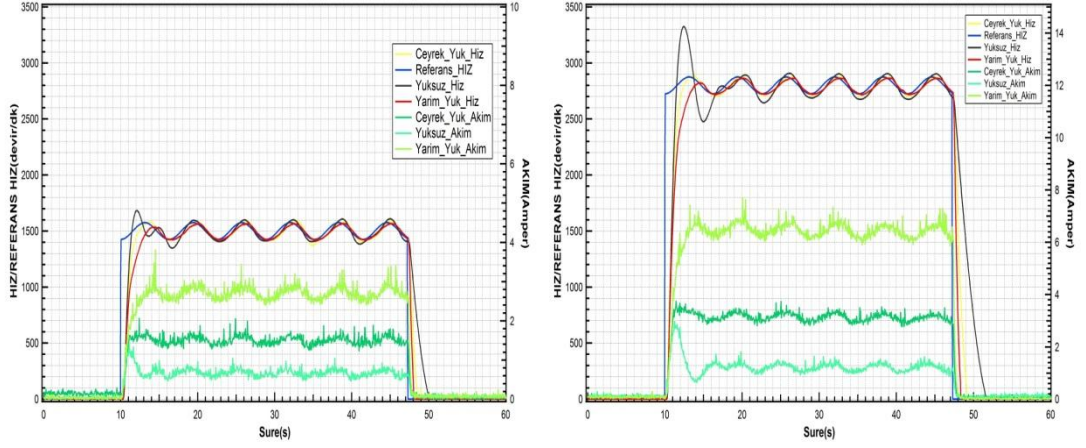 HIZ/REFERANS HIZ(devir/dk)
3500
3000
2500
2000
1500
1000
500
0
0 10 20 30 40 50 60
Sure(s)
10
8
6
4
2
0
AKIM(Amper)
Ceyrek_Yuk_Hiz
Referans_HIZ
Yuksuz_Hiz
Yarim_Yuk_Hiz
Ceyrek_Yuk_Akim
Yuksuz_Akim
Yarim_Yuk_Akim
HIZ/REFERANS HIZ(devir/dk)
3500
3000
2500
2000
1500
1000
500
0
0 10 20 30 40 50 60
Sure(s)
14
12
10
8
6
4
2
0
AKIM(Amper)
Ceyrek_Yuk_Hiz
Referans_HIZ
Yuksuz_Hiz
Yarim_Yuk_Hiz
Ceyrek_Yuk_Akim
Yuksuz_Akim
Yarim_Yuk_Akim